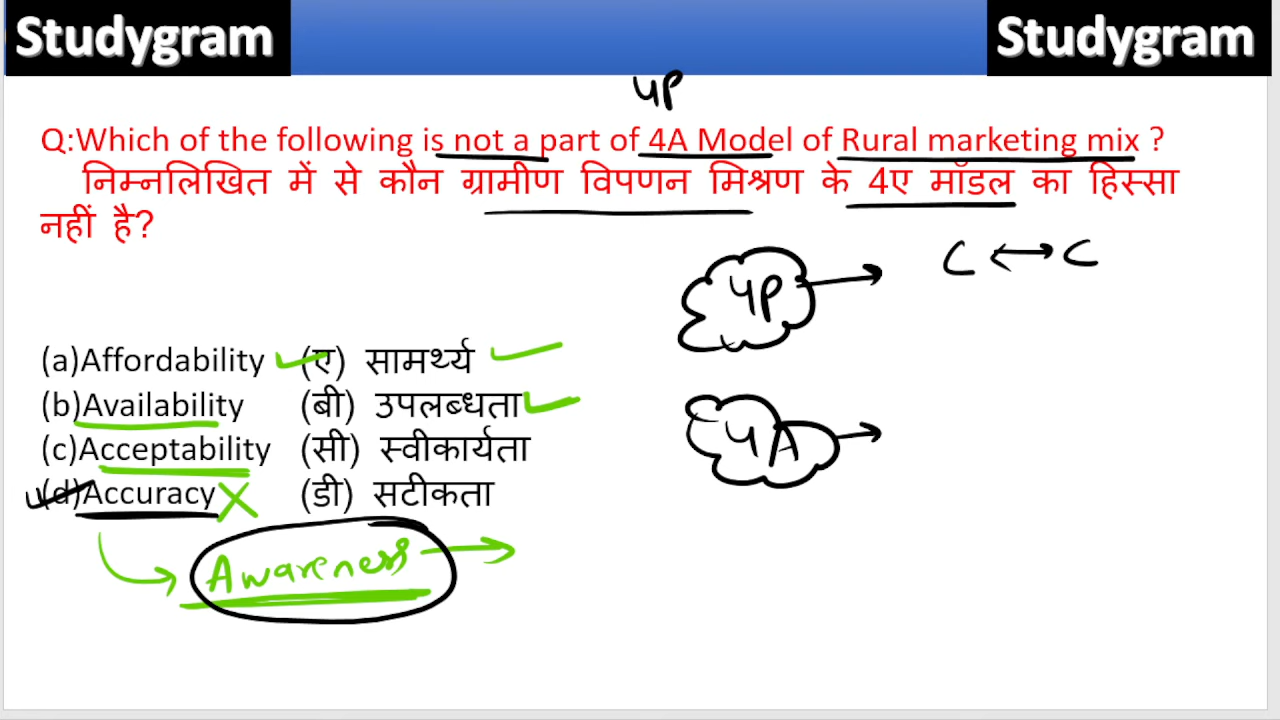 Studygram
Studygram
4P
Q:Which of the following is not a part of 4A Model of Rural marketing mix ?
निम्नलिखित में से कौन ग्रामीण विपणन मिश्रण के 4ए मॉडल का हिस्सा
नहीं है?
4P
C ↔ C
(a)Affordability (ए) सामर्थ्य
(b)Availability (बी) उपलब्धता
4A
(c)Acceptability (सी) स्वीकार्यता
(d)Accuracy (डी) सटीकता
Awareness